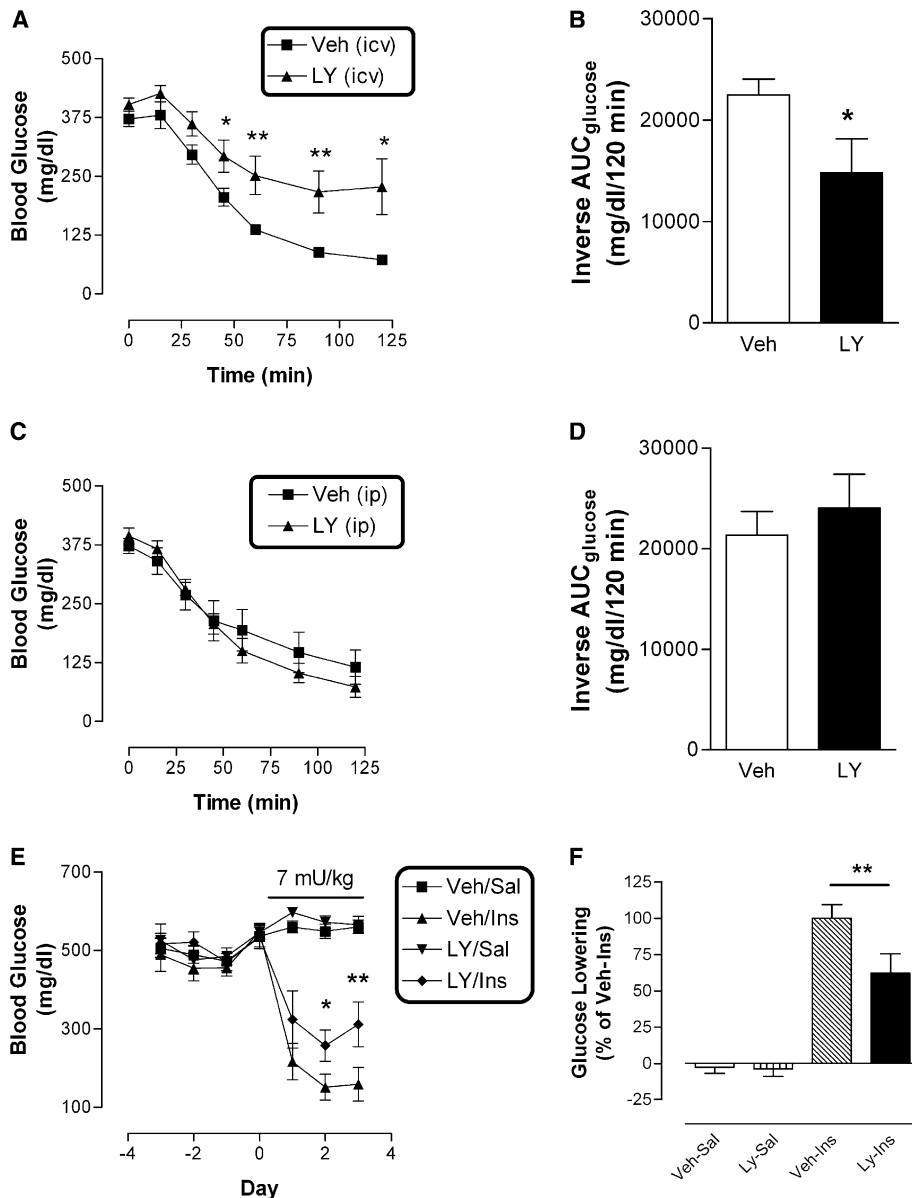 A
Veh (icv)
LY (icv)
500
375
250
125
0
* ** ** *
Blood Glucose
(mg/dl)
0 25 50 75 100 125
Time (min)
B
30000
20000
10000
0
*
Inverse AUCglucose
(mg/dl/120 min)
Veh LY
C
Veh (ip)
LY (ip)
500
375
250
125
0
Blood Glucose
(mg/dl)
0 25 50 75 100 125
Time (min)
D
30000
20000
10000
0
Inverse AUCglucose
(mg/dl/120 min)
Veh LY
E
700
500
300
100
7 mU/kg
Veh/Sal
Veh/Ins
LY/Sal
LY/Ins
* **
Blood Glucose
(mg/dl)
-4 -2 0 2 4
Day
F
**
125
100
75
50
25
0
-25
Glucose Lowering
(% of Veh-Ins)
Veh-Sal
Ly-Sal
Veh-Ins
Ly-Ins